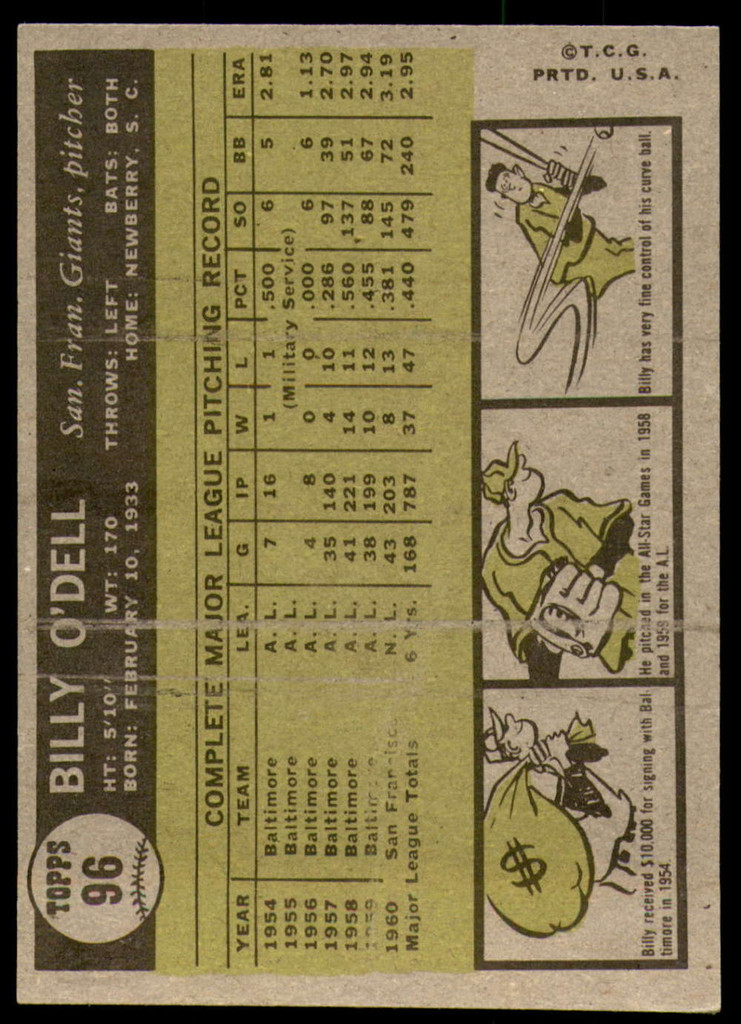 TOPPS
96
BILLY O'DELL San. Fran. Giants, pitcher
HT: 5'10" WT: 170 THROWS: LEFT BATS: BOTH
BORN: FEBRUARY 10, 1933 HOME: NEWBERRY, S. C.
COMPLETE MAJOR LEAGUE PITCHING RECORD
YEAR TEAM LEA. G IP W L PCT SO BB ERA
1954 Baltimore A. L. 7 16 1 1 .500 6 5 2.81
1955 Baltimore A. L. (Military Service)
1956 Baltimore A. L. 4 8 0 0 .000 6 6 1.13
1957 Baltimore A. L. 35 140 4 10 .286 97 39 2.70
1958 Baltimore A. L. 41 221 14 11 .560 137 51 2.97
1959 Baltimore A. L. 38 199 10 12 .455 88 67 2.94
1960 San Francisco N. L. 43 203 8 13 .381 145 72 3.19
Major League Totals 6 Yrs. 168 787 37 47 .440 479 240 2.95
$
Billy received $10,000 for signing with Bal-
timore in 1954.
He pitched in the All-Star Games in 1958
and 1959 for the A.L.
Billy has very fine control of his curve ball.
©T.C.G.
PRTD. U.S.A.